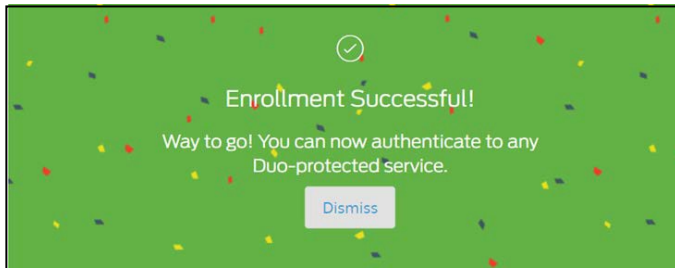 Enrollment Successful!
Way to go! You can now authenticate to any
Duo-protected service.
Dismiss